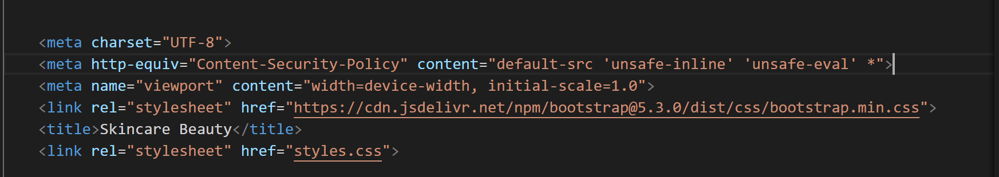 <meta charset="UTF-8">
<meta http-equiv="Content-Security-Policy" content="default-src 'unsafe-inline' 'unsafe-eval' *">
<meta name="viewport" content="width=device-width, initial-scale=1.0">
<link rel="stylesheet" href="https://cdn.jsdelivr.net/npm/bootstrap@5.3.0/dist/css/bootstrap.min.css">
<title>Skincare Beauty</title>
<link rel="stylesheet" href="styles.css">